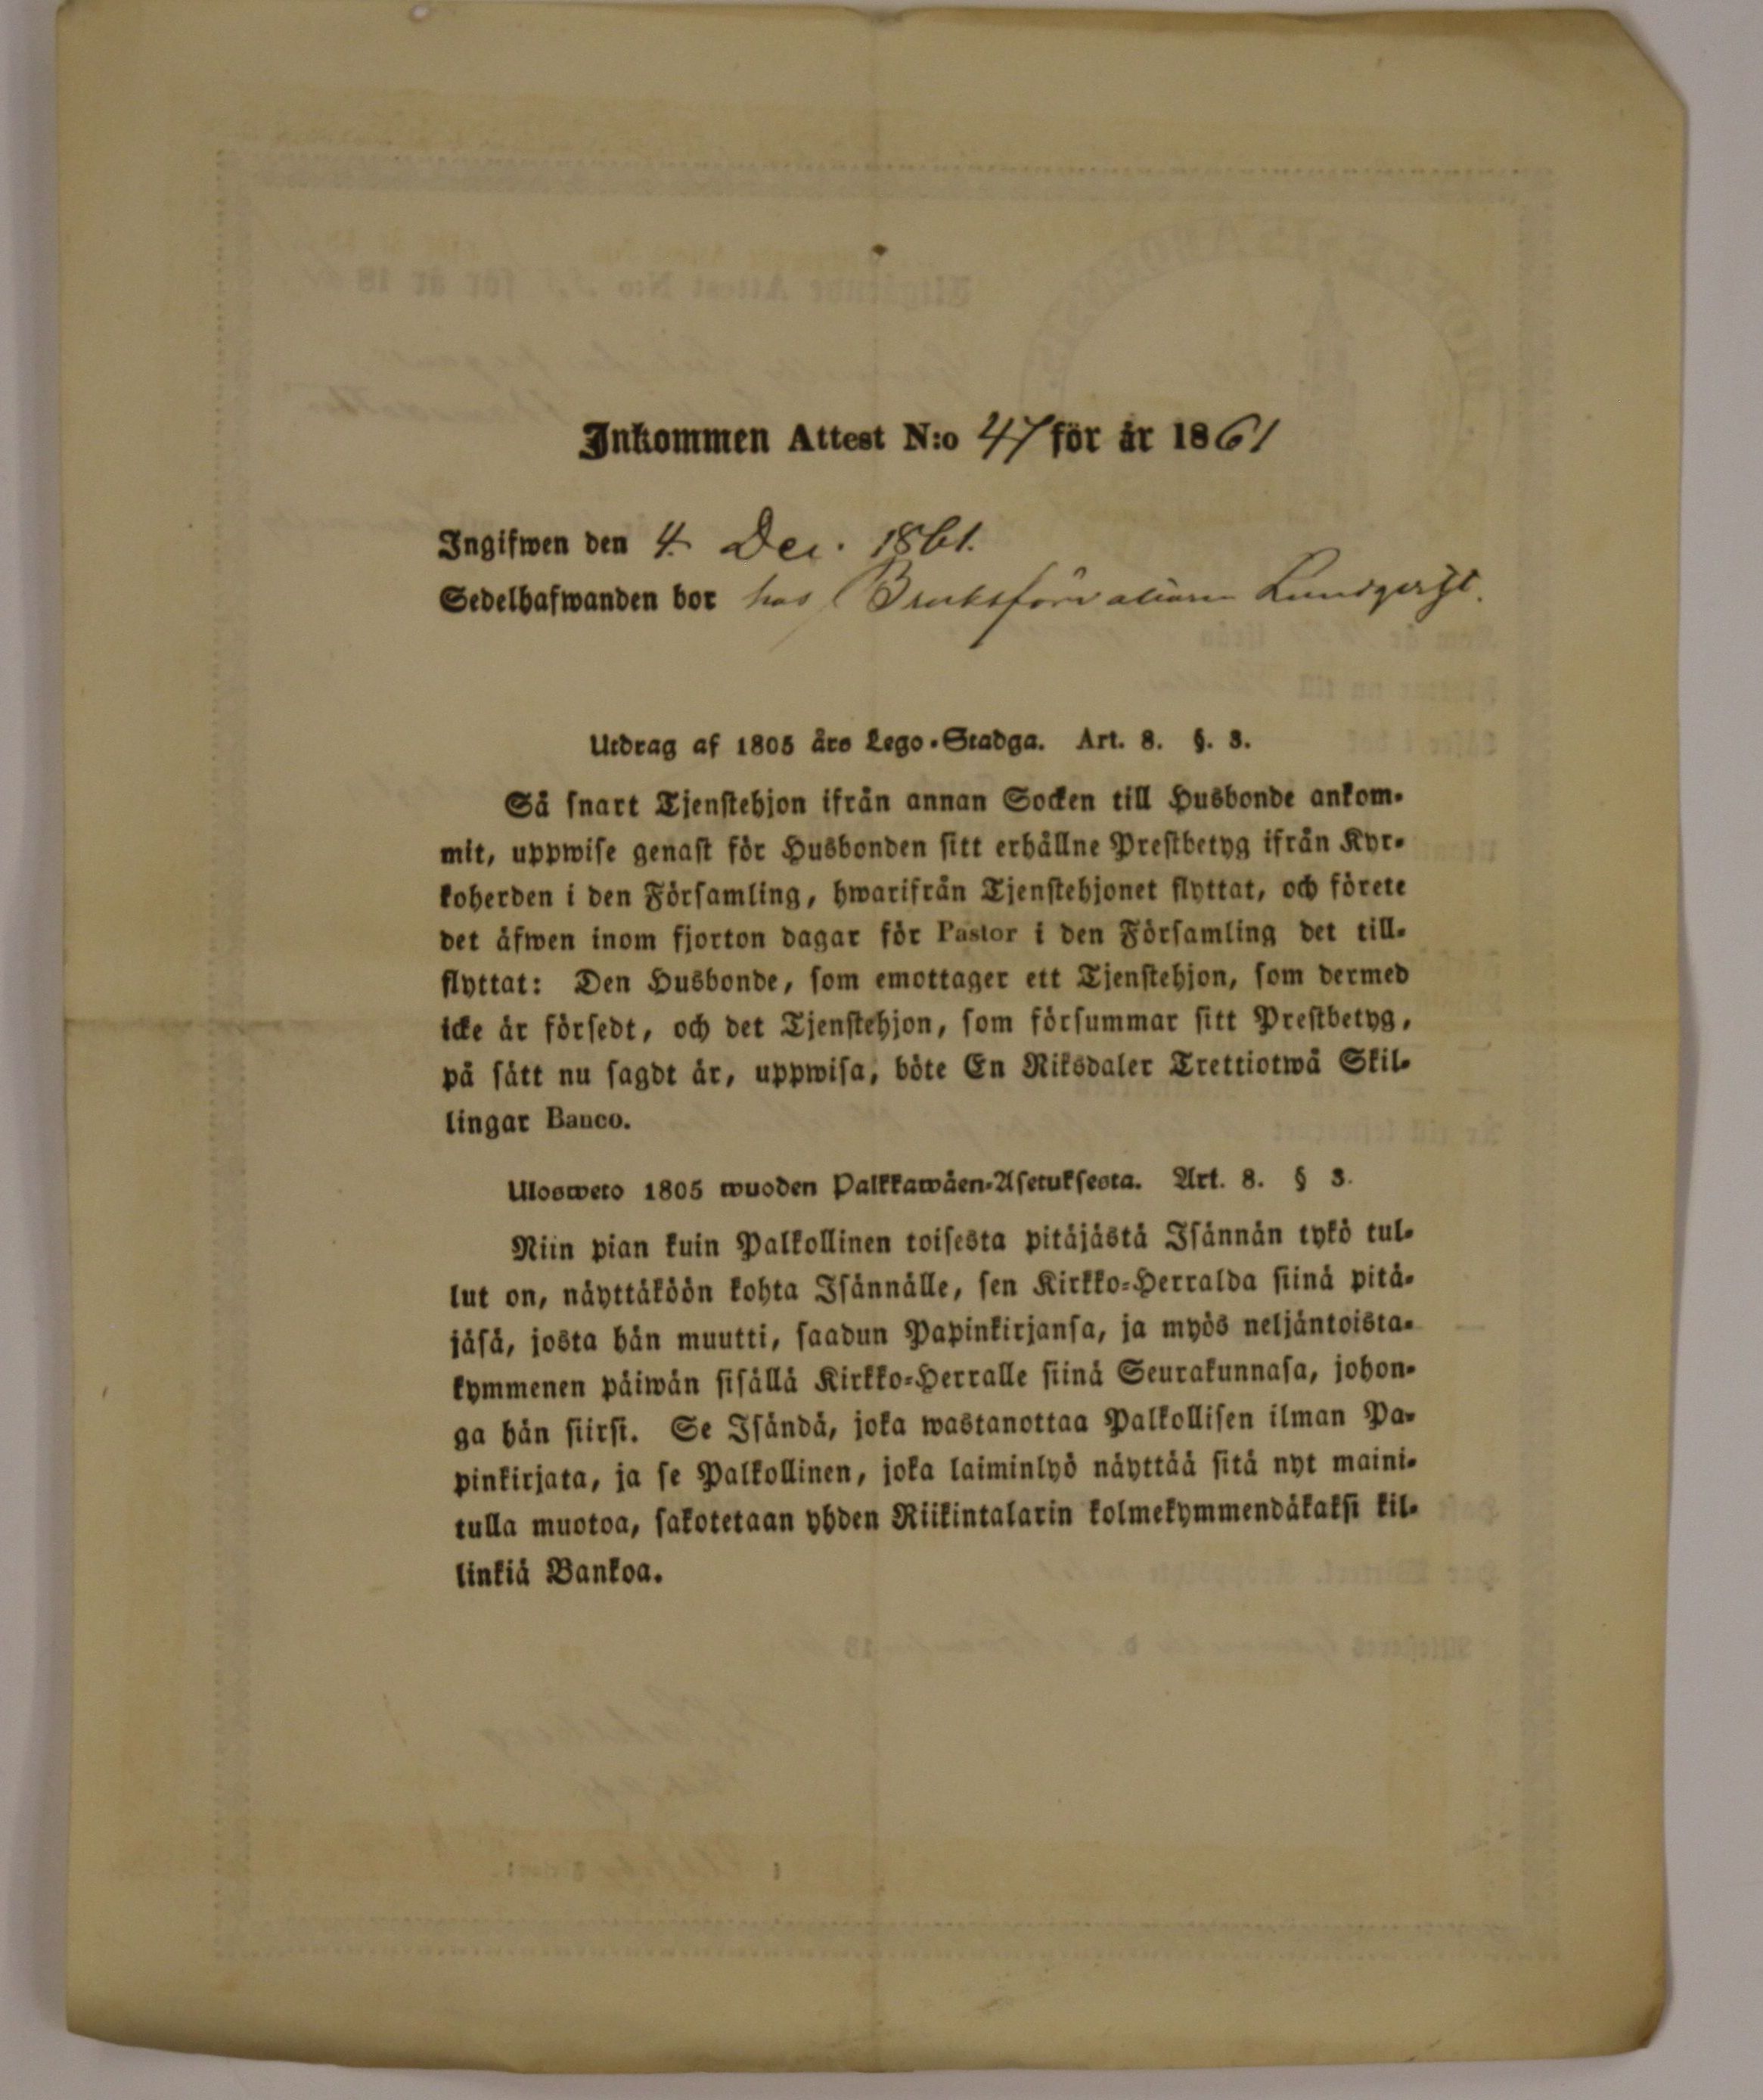 Inkommen Attest N:o 47 för år 1861
Ingifwen den 4. Dec. 1861.
Sedelhafwanden bor hos Bruksförvaltaren Lundqvist.
Utdrag af 1805 års Lego-Stadga. Art. 8. §. 3.
Så snart Tjenstehjon ifrån annan Socken till Husbonde ankom-
mit, uppwise genast för Husbonden sitt erhållne Prestbetyg ifrån Kyr-
koherden i den Församling, hwarifrån Tjenstehjonet flyttat, och förete
det äfwen inom fjorton dagar för Pastor i den Församling det till-
flyttat: Den Husbonde, som emottager ett Tjenstehjon, som dermed
icke är försedt, och det Tjenstehjon, som försummar sitt Prestbetyg,
på sätt nu sagdt är, uppwisa, böte En Riksdaler Trettiotwå Skil-
lingar Banco.
Ulosweto 1805 wuoden Palkkawäen-Asetuksesta. Art. 8. § 3.
Niin pian kuin Palkollinen toisesta pitäjästä Isännän tykö tul-
lut on, näyttäköön kohta Isännälle, sen Kirkko-Herralda siinä pitä-
jäsä, josta hän muutti, saadun Papinkirjansa, ja myös neljäntoista-
kymmenen päiwän sisällä Kirkko-Herralle siinä Seurakunnasa, johon-
ga hän siirsi. Se Isändä, joka wastanottaa Palkollisen ilman Pa-
pinkirjata, ja se Palkollinen, joka laiminlyö näyttää sitä nyt maini-
tulla muotoa, sakotetaan yhden Riikintalarin kolmekymmendäkaksi kil-
linkiä Bankoa.